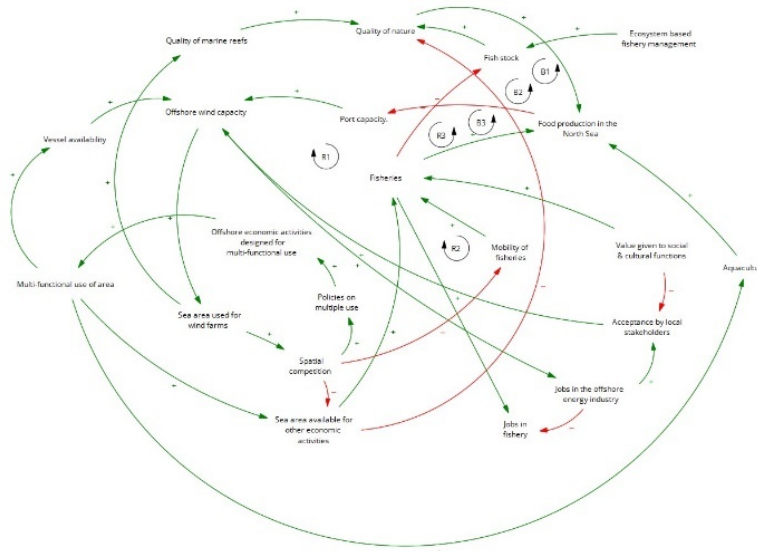 Quality of marine reefs
Quality of nature
Ecosystem based
fishery management
Fish stock
B1
B2
Offshore wind capacity
Port capacity.
Food production in the
North Sea
Vessel availability
R3
B3
R1
Fisheries
Offshore economic activities
designed for
multi-functional use
R2
Mobility of
fisheries
Value given to social
& cultural functions
Multi-functional use of area
Policies on
multiple use
Sea area used for
wind farms
Acceptance by local
stakeholders
Spatial
competition
Jobs in the offshore
energy industry
Sea area available for
other economic
activities
Jobs in
fishery